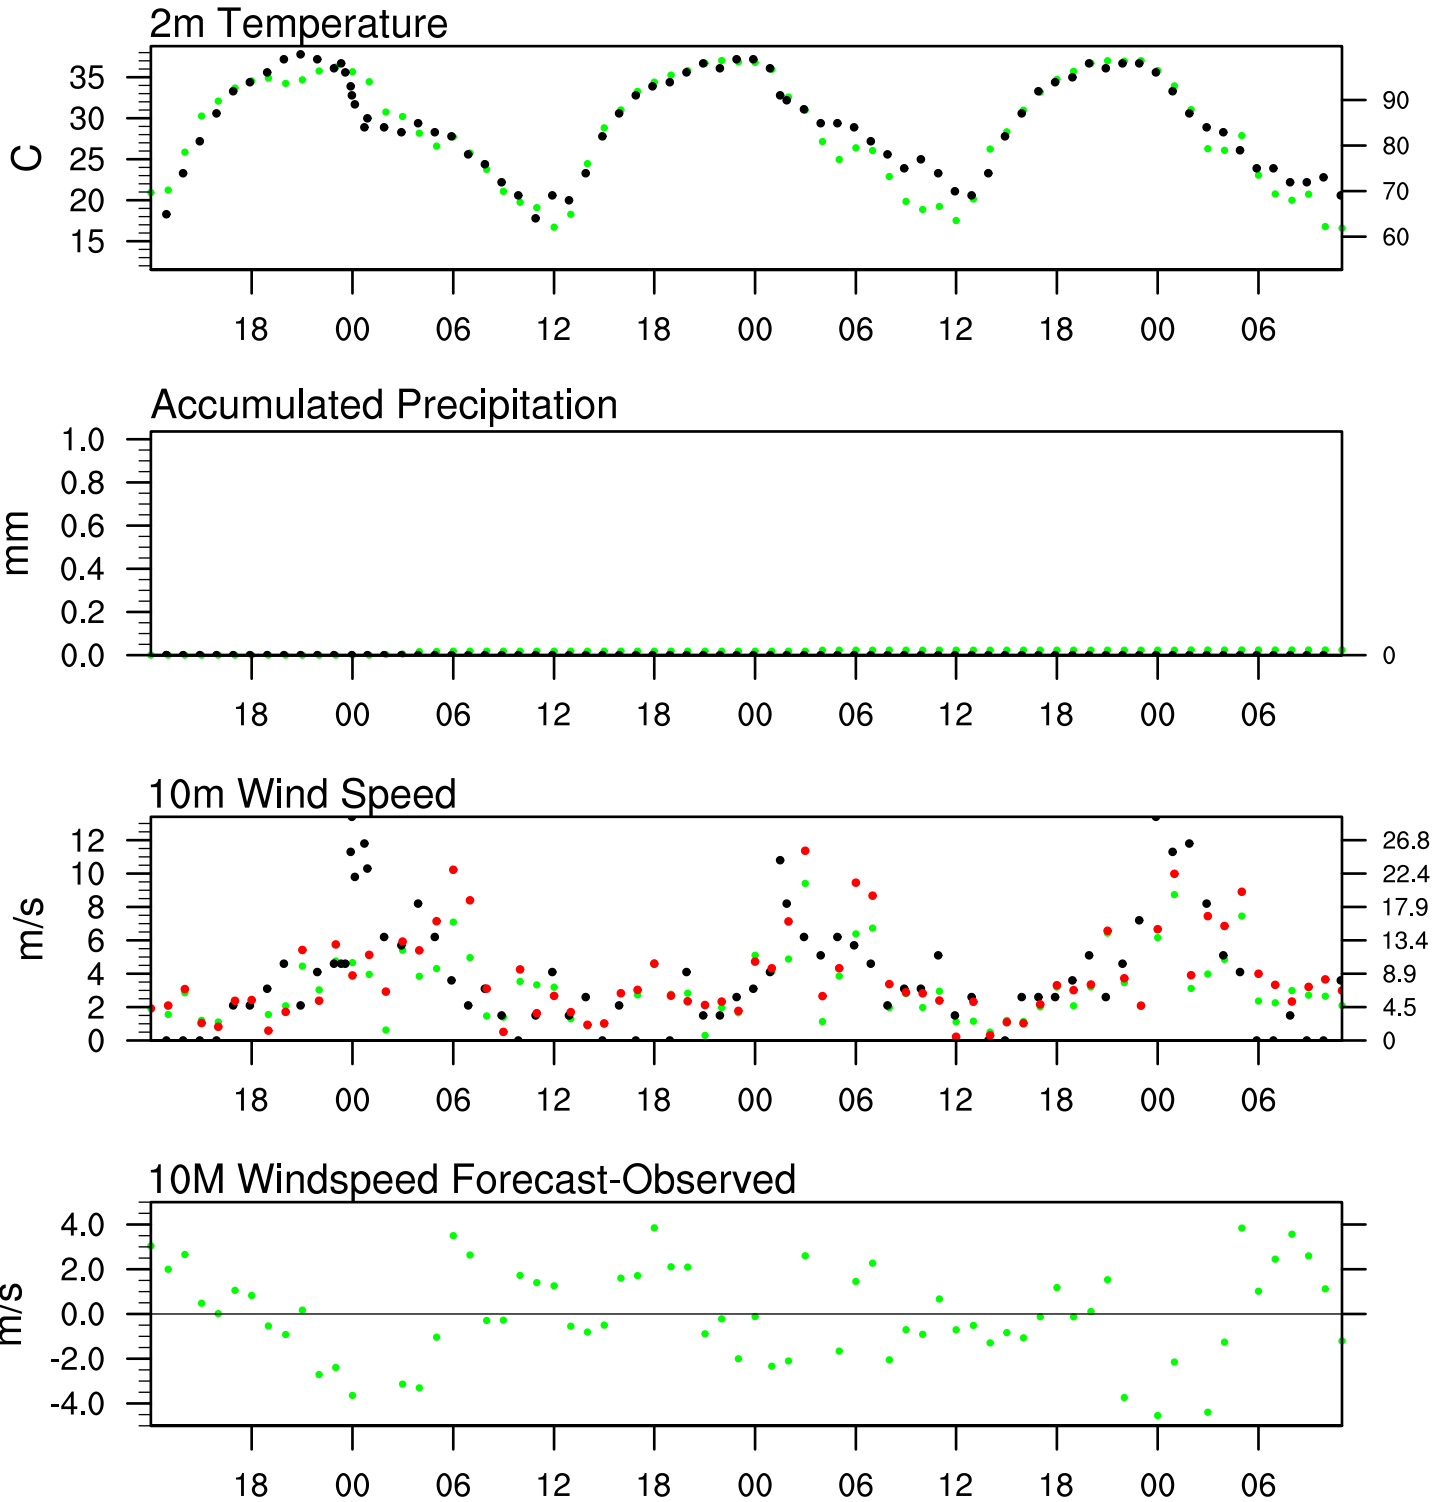 2m Temperature
35
30
25
20
15
C
90
80
70
60
18 00 06 12 18 00 06 12 18 00 06
Accumulated Precipitation
1.0
0.8
0.6
0.4
0.2
0.0
mm
0
18 00 06 12 18 00 06 12 18 00 06
10m Wind Speed
12
10
8
6
4
2
0
m/s
26.8
22.4
17.9
13.4
8.9
4.5
0
18 00 06 12 18 00 06 12 18 00 06
10M Windspeed Forecast-Observed
4.0
2.0
0.0
-2.0
-4.0
m/s
18 00 06 12 18 00 06 12 18 00 06